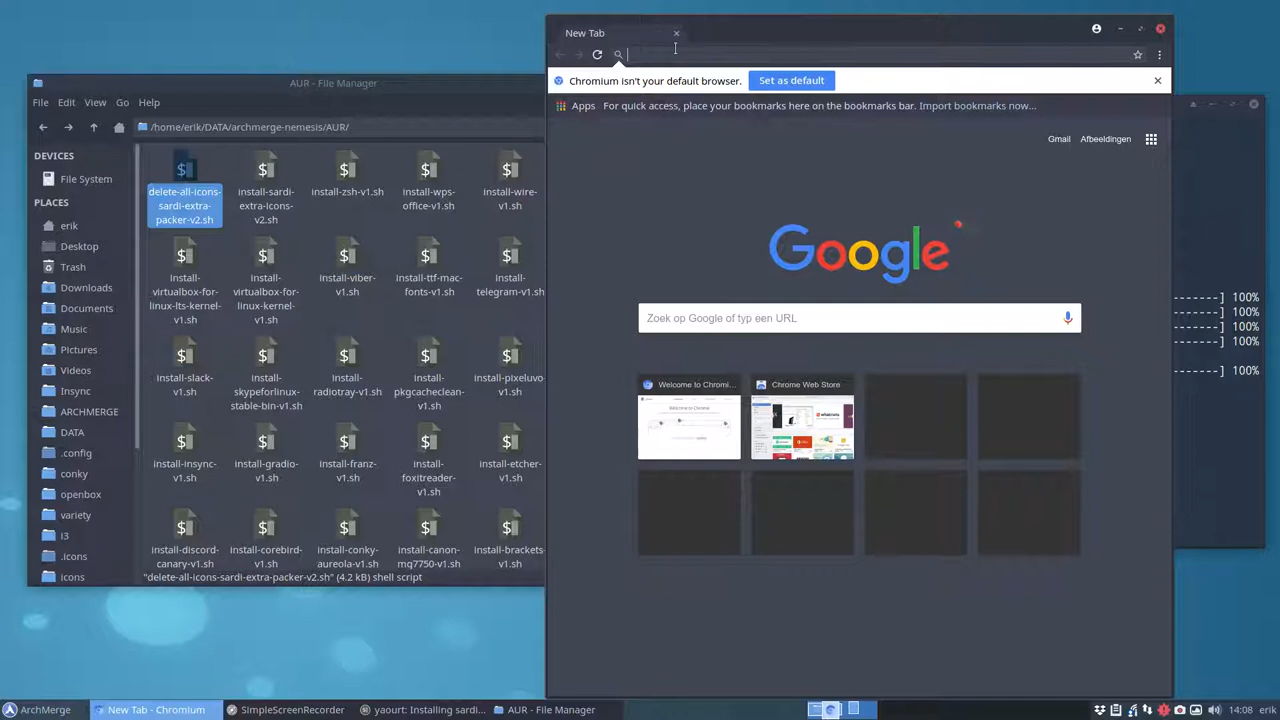 AUR - File Manager
File Edit View Go Help
/home/erik/DATA/archmerge-nemesis/AUR/
DEVICES
File System
PLACES
erik
Desktop
Trash
Downloads
Documents
Music
Pictures
Videos
Insync
ARCHMERGE
DATA
.config
conky
openbox
variety
i3
.icons
icons
delete-all-icons-
sardi-extra-
packer-v2.sh
install-sardi-
extra-icons-
v2.sh
install-zsh-v1.sh
install-wps-
office-v1.sh
install-wire-
v1.sh
install-
virtualbox-for-
linux-lts-kernel-
v1.sh
install-
virtualbox-for-
linux-kernel-
v1.sh
install-viber-
v1.sh
install-ttf-mac-
fonts-v1.sh
install-
telegram-v1.sh
install-slack-
v1.sh
install-
skypeforlinux-
stable-bin-v1.sh
install-
radiotray-v1.sh
install-
pkgcacheclean-
v1.sh
install-pixeluvo-
v1.sh
install-insync-
v1.sh
install-gradio-
v1.sh
install-franz-
v1.sh
install-
foxitreader-
v1.sh
install-etcher-
v1.sh
install-discord-
canary-v1.sh
install-corebird-
v1.sh
install-conky-
aureola-v1.sh
install-canon-
mg7750-v1.sh
install-brackets-
v1.sh
"delete-all-icons-sardi-extra-packer-v2.sh" (4.2 kB) shell script
New Tab
Chromium isn't your default browser. Set as default
Apps For quick access, place your bookmarks here on the bookmarks bar. Import bookmarks now...
Gmail Afbeeldingen
Google
Zoek op Google of typ een URL
Welcome to Chromi...
Chrome Web Store
-------] 100%
-------] 100%
-------] 100%
-------] 100%
-------] 100%
ArchMerge New Tab - Chromium SimpleScreenRecorder yaourt: Installing sardi... AUR - File Manager 14:08 erik